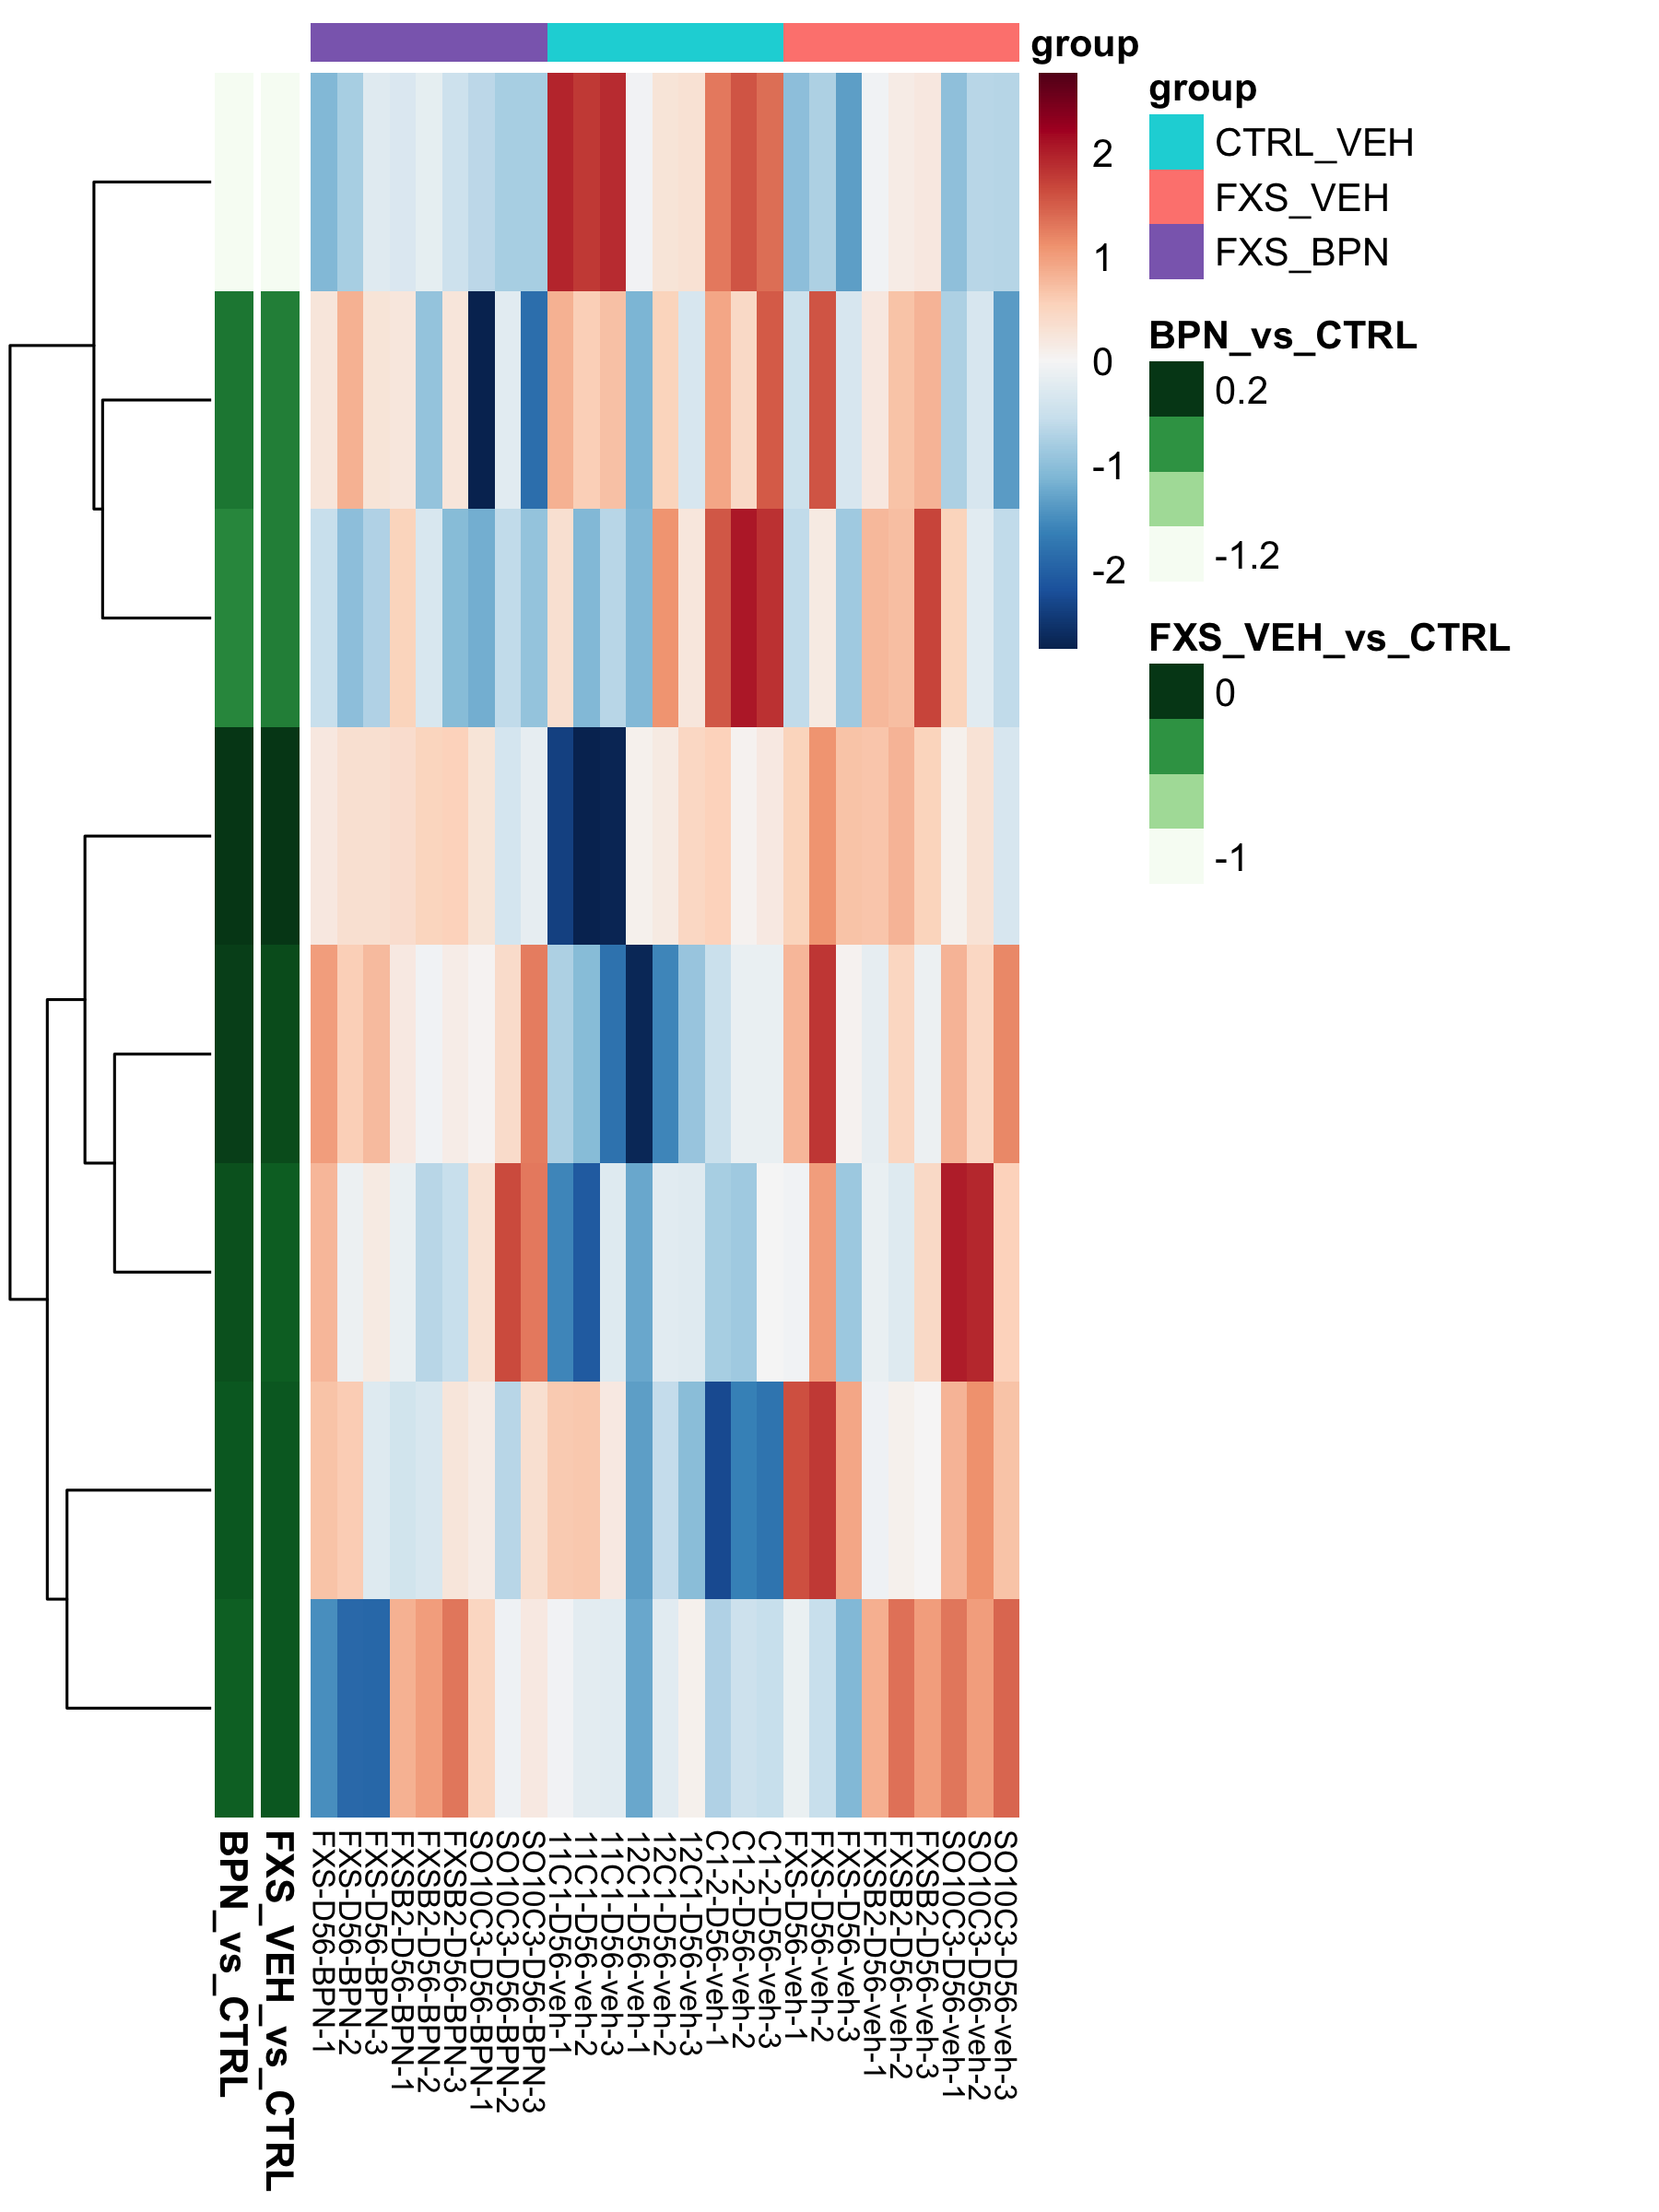 group
2
1
0
-1
-2
group
CTRL_VEH
FXS_VEH
FXS_BPN
BPN_vs_CTRL
0.2
-1.2
FXS_VEH_vs_CTRL
0
-1
BPN_vs_CTRL
FXS_VEH_vs_CTRL
FXS-D56-BPN-1
FXS-D56-BPN-2
FXS-D56-BPN-3
FXSB2-D56-BPN-1
FXSB2-D56-BPN-2
FXSB2-D56-BPN-3
SO10C3-D56-BPN-1
SO10C3-D56-BPN-2
SO10C3-D56-BPN-3
11C1-D56-veh-1
11C1-D56-veh-2
11C1-D56-veh-3
12C1-D56-veh-1
12C1-D56-veh-2
12C1-D56-veh-3
C1-2-D56-veh-1
C1-2-D56-veh-2
C1-2-D56-veh-3
FXS-D56-veh-1
FXS-D56-veh-2
FXS-D56-veh-3
FXSB2-D56-veh-1
FXSB2-D56-veh-2
FXSB2-D56-veh-3
SO10C3-D56-veh-1
SO10C3-D56-veh-2
SO10C3-D56-veh-3